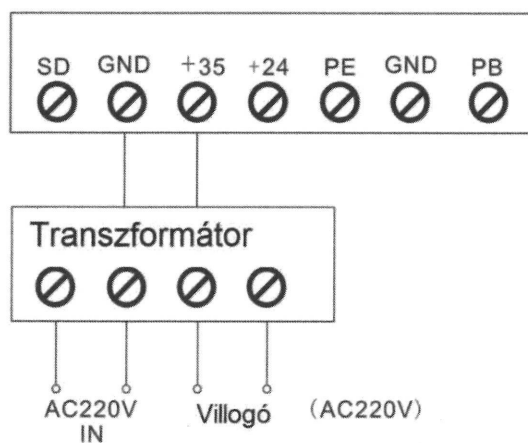 SD GND +35 +24 PE GND PB
Transzformátor
AC220V Villogó (AC220V)
IN